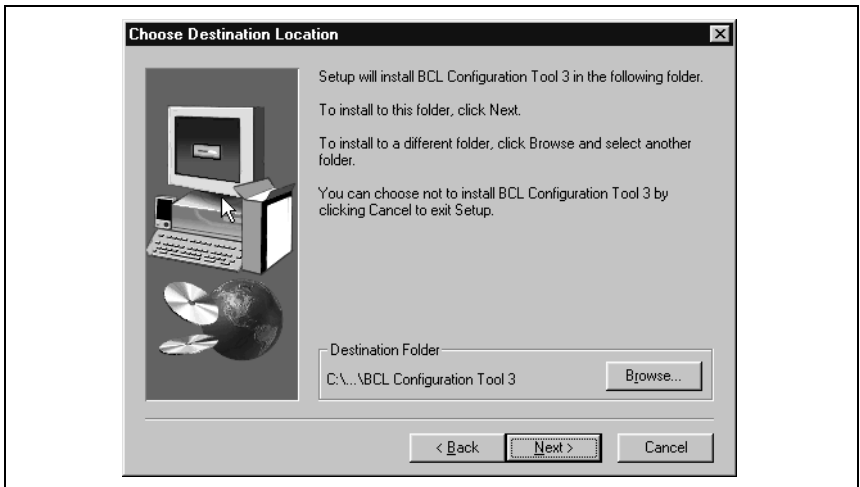 Choose Destination Location
Setup will install BCL Configuration Tool 3 in the following folder.
To install to this folder, click Next.
To install to a different folder, click Browse and select another
folder.
You can choose not to install BCL Configuration Tool 3 by
clicking Cancel to exit Setup.
Destination Folder
C:\...\BCL Configuration Tool 3
Browse...
< Back
Next >
Cancel